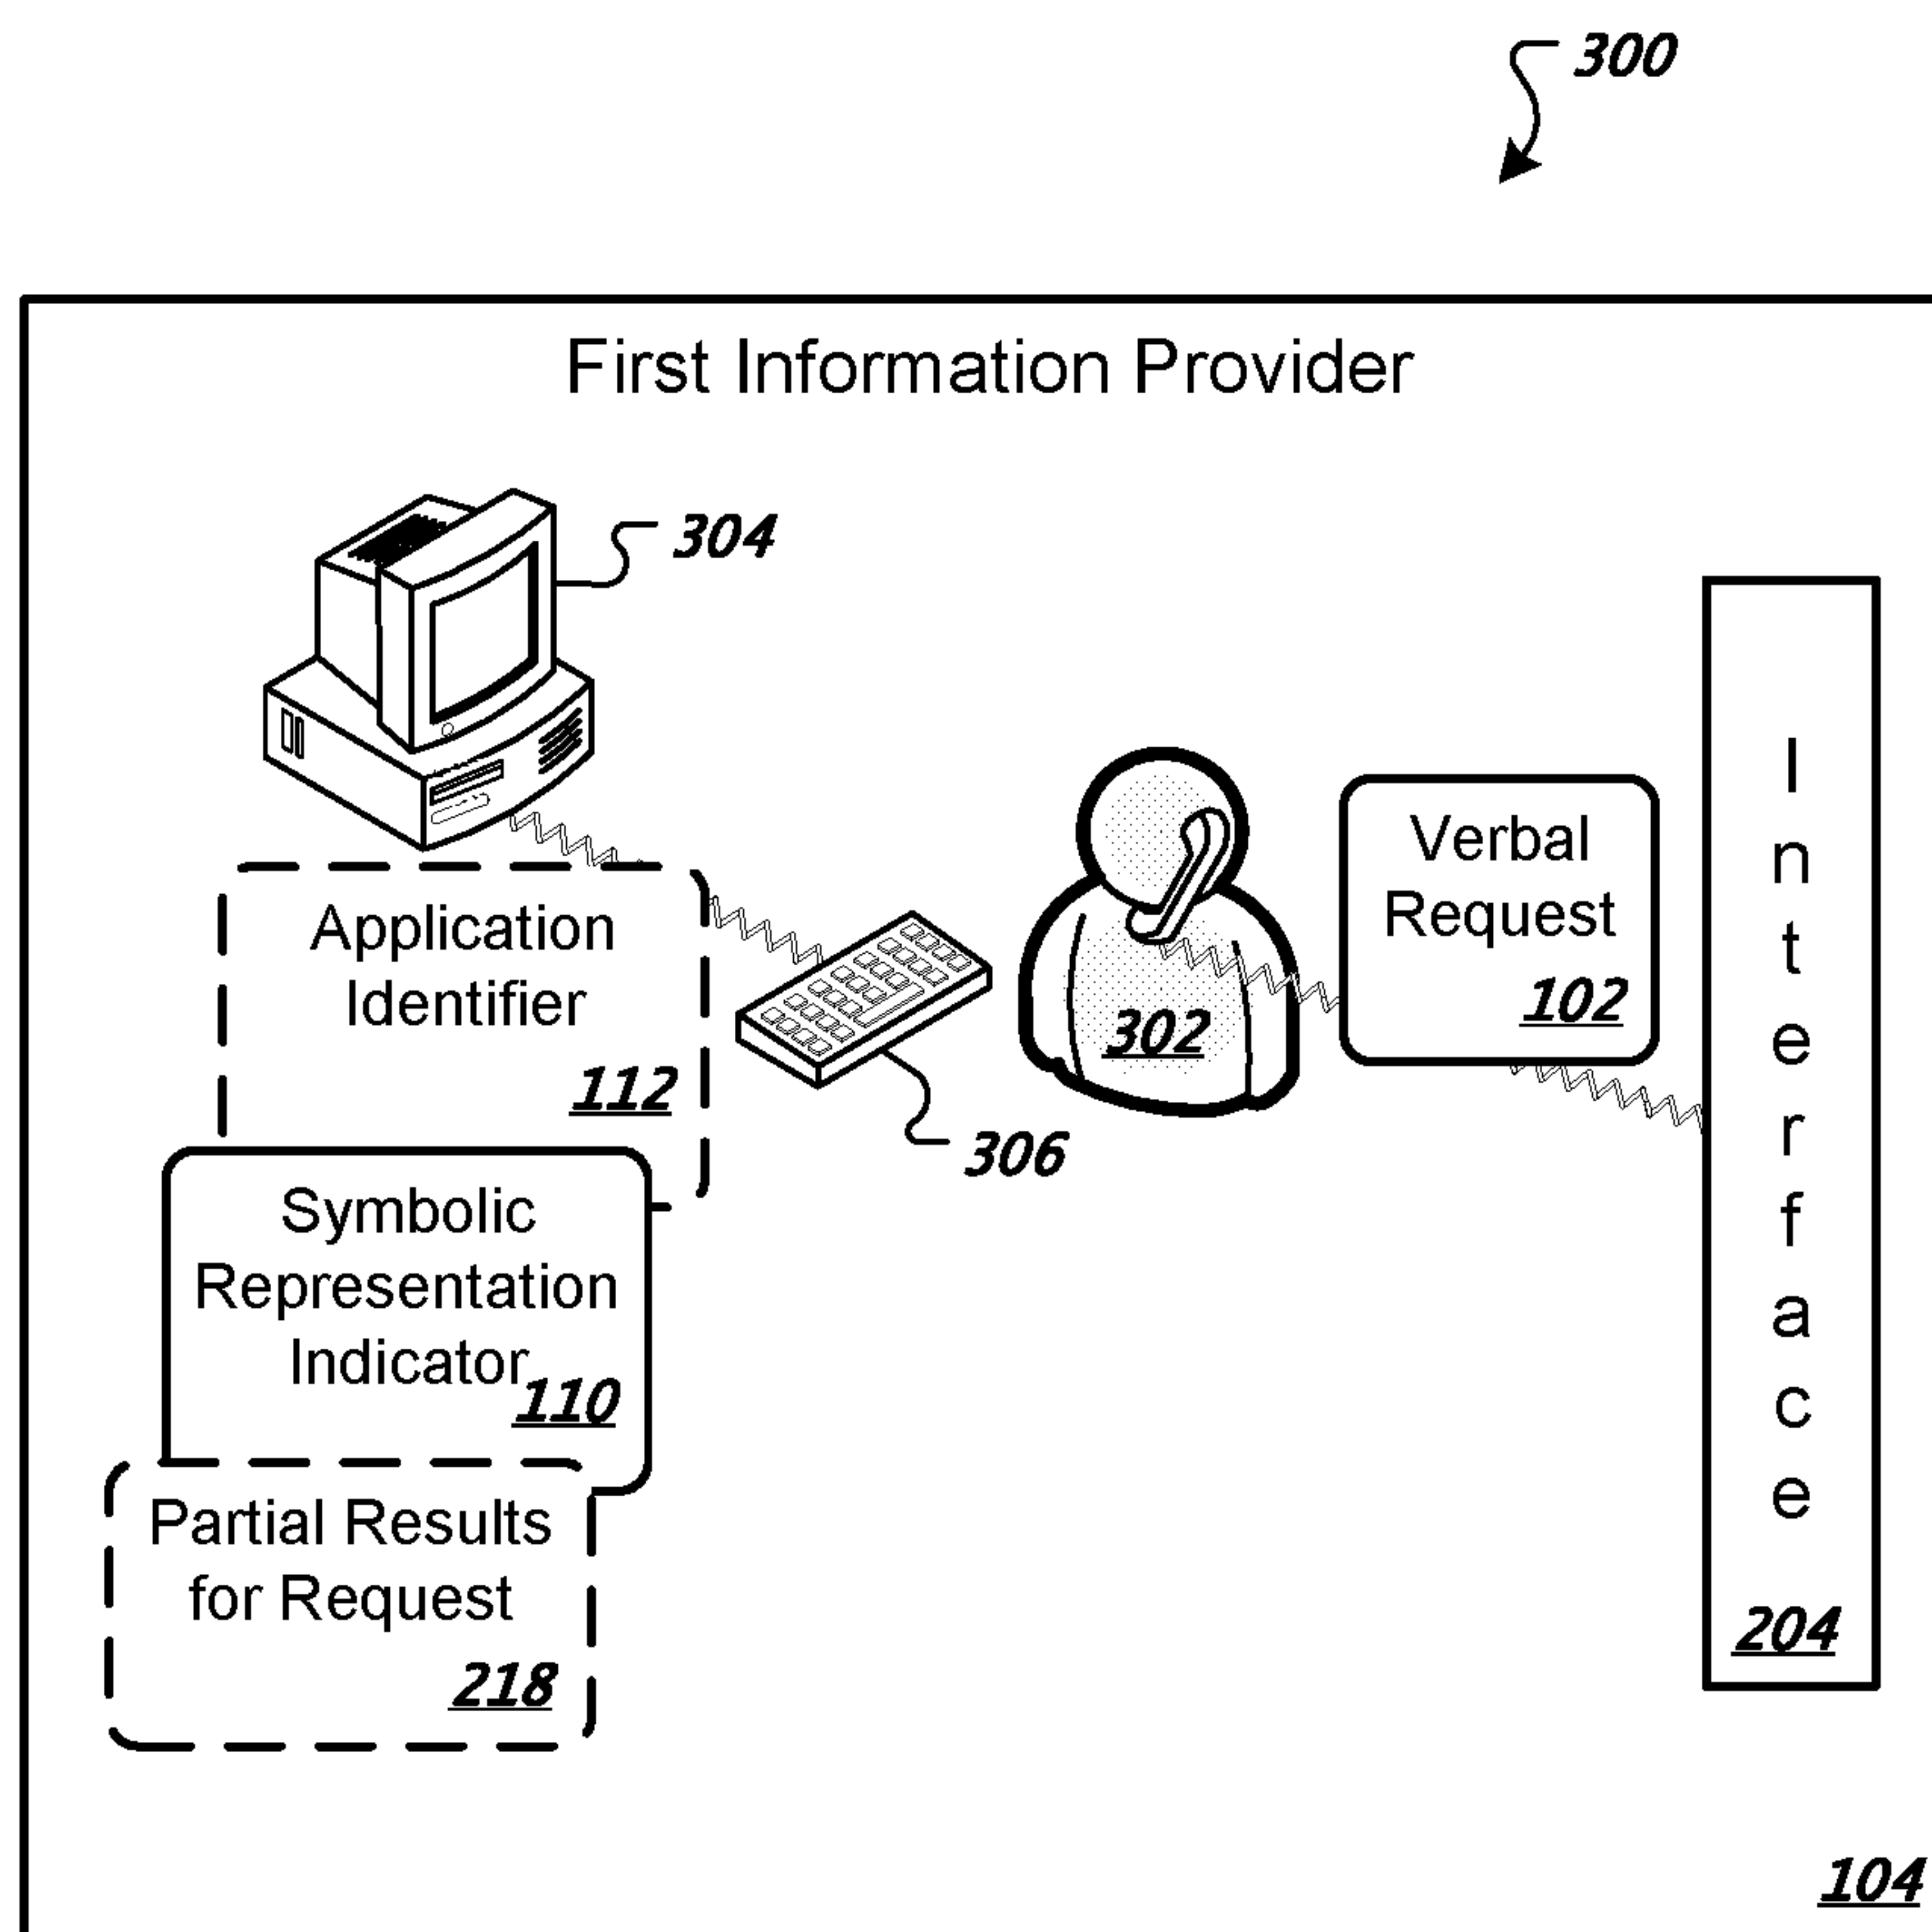 300
First Information Provider
304
Application
Identifier
112
Symbolic
Representation
Indicator
110
Partial Results
for Request
218
306
302
Verbal
Request
102
Interface
204
104